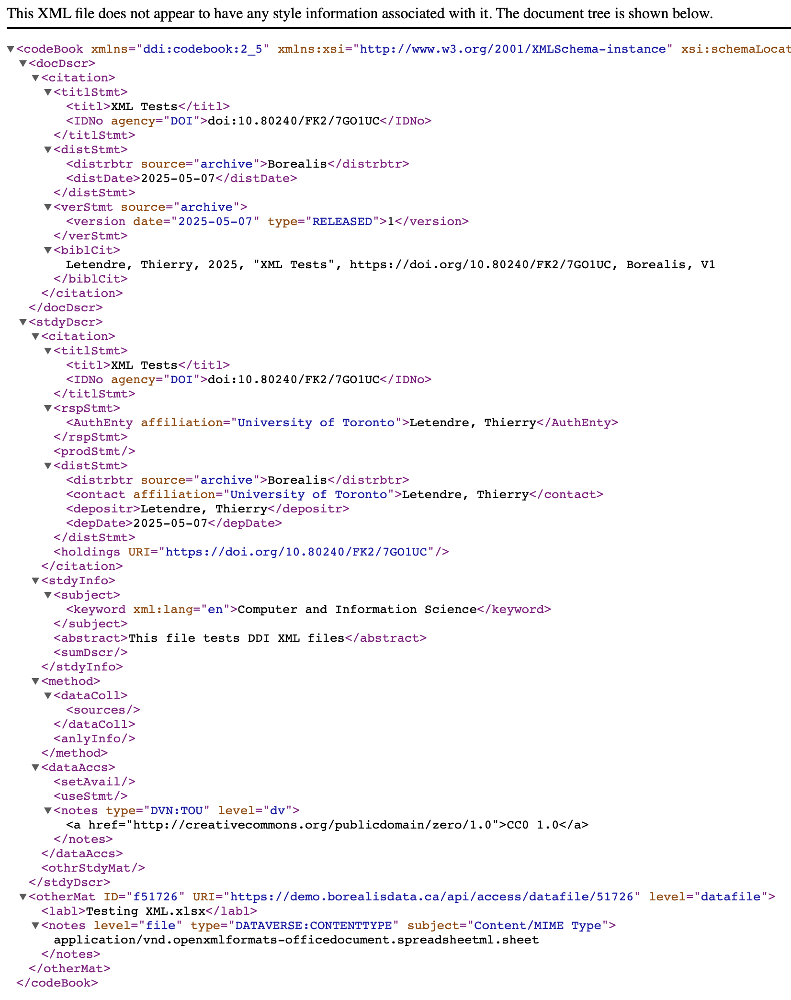 This XML file does not appear to have any style information associated with it. The document tree is shown below.
▼<codeBook xmlns="ddi:codebook:2_5" xmlns:xsi="http://www.w3.org/2001/XMLSchema-instance" xsi:schemaLocat
▼<docDscr>
▼<citation>
▼<titlStmt>
<titl>XML Tests</titl>
<IDNo agency="DOI">doi:10.80240/FK2/7GO1UC</IDNo>
</titlStmt>
▼<distStmt>
<distrbtr source="archive">Borealis</distrbtr>
<distDate>2025-05-07</distDate>
</distStmt>
▼<verStmt source="archive">
<version date="2025-05-07" type="RELEASED">1</version>
</verStmt>
▼<biblCit>
Letendre, Thierry, 2025, "XML Tests", https://doi.org/10.80240/FK2/7GO1UC, Borealis, V1
</biblCit>
</citation>
</docDscr>
▼<stdyDscr>
▼<citation>
▼<titlStmt>
<titl>XML Tests</titl>
<IDNo agency="DOI">doi:10.80240/FK2/7GO1UC</IDNo>
</titlStmt>
▼<rspStmt>
<AuthEnty affiliation="University of Toronto">Letendre, Thierry</AuthEnty>
</rspStmt>
<prodStmt/>
▼<distStmt>
<distrbtr source="archive">Borealis</distrbtr>
<contact affiliation="University of Toronto">Letendre, Thierry</contact>
<depositr>Letendre, Thierry</depositr>
<depDate>2025-05-07</depDate>
</distStmt>
<holdings URI="https://doi.org/10.80240/FK2/7GO1UC"/>
</citation>
▼<stdyInfo>
▼<subject>
<keyword xml:lang="en">Computer and Information Science</keyword>
</subject>
<abstract>This file tests DDI XML files</abstract>
<sumDscr/>
</stdyInfo>
▼<method>
▼<dataColl>
<sources/>
</dataColl>
<anlyInfo/>
</method>
▼<dataAccs>
<setAvail/>
<useStmt/>
▼<notes type="DVN:TOU" level="dv">
<a href="http://creativecommons.org/publicdomain/zero/1.0">CC0 1.0</a>
</notes>
</dataAccs>
<othrStdyMat/>
</stdyDscr>
▼<otherMat ID="f51726" URI="https://demo.borealisdata.ca/api/access/datafile/51726" level="datafile">
<labl>Testing XML.xlsx</labl>
▼<notes level="file" type="DATAVERSE:CONTENTTYPE" subject="Content/MIME Type">
application/vnd.openxmlformats-officedocument.spreadsheetml.sheet
</notes>
</otherMat>
</codeBook>